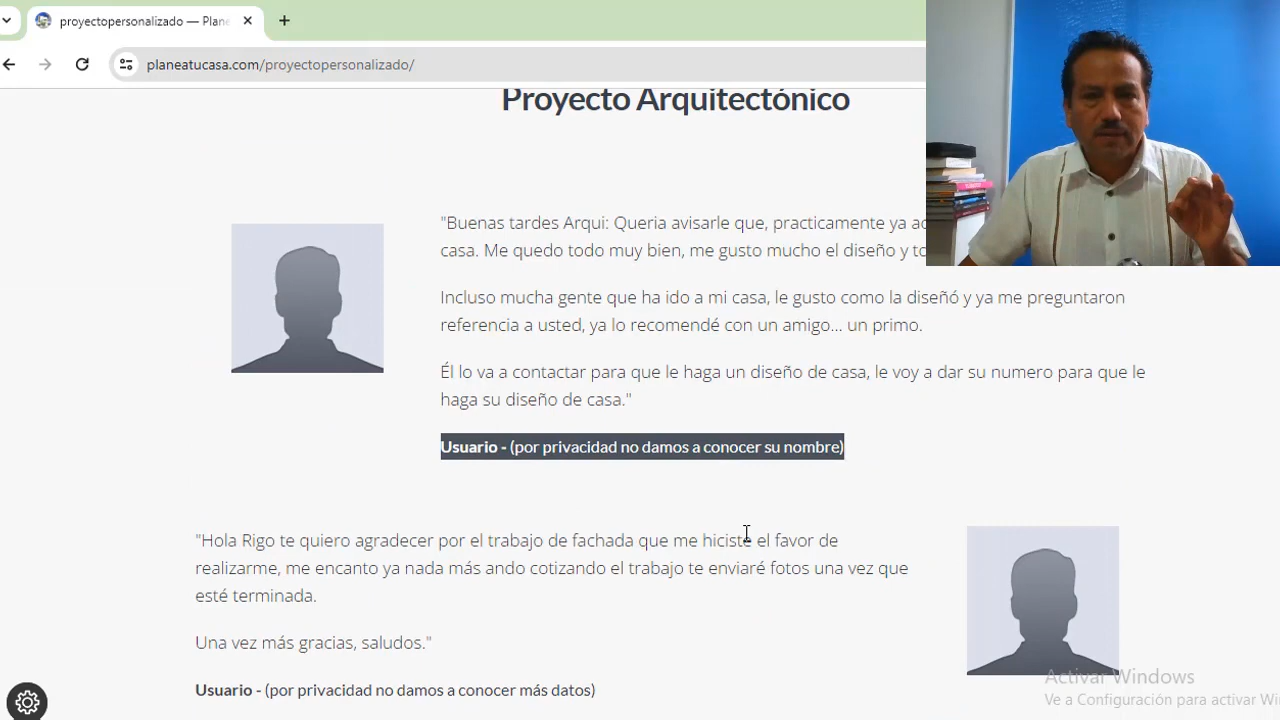 proyectopersonalizado — Plane
planeatucasa.com/proyectopersonalizado/
Proyecto Arquitectónico
"Buenas tardes Arqui: Queria avisarle que, practicamente ya
casa. Me quedo todo muy bien, me gusto mucho el diseño y
Incluso mucha gente que ha ido a mi casa, le gusto como la diseñó y ya me preguntaron
referencia a usted, ya lo recomendé con un amigo... un primo.
Él lo va a contactar para que le haga un diseño de casa, le voy a dar su numero para que le
haga su diseño de casa."
Usuario - (por privacidad no damos a conocer su nombre)
"Hola Rigo te quiero agradecer por el trabajo de fachada que me hiciste el favor de
realizarme, me encanto ya nada más ando cotizando el trabajo te enviaré fotos una vez que
esté terminada.
Una vez más gracias, saludos."
Usuario - (por privacidad no damos a conocer más datos)
Activar Windows
Ve a Configuración para activar Wi